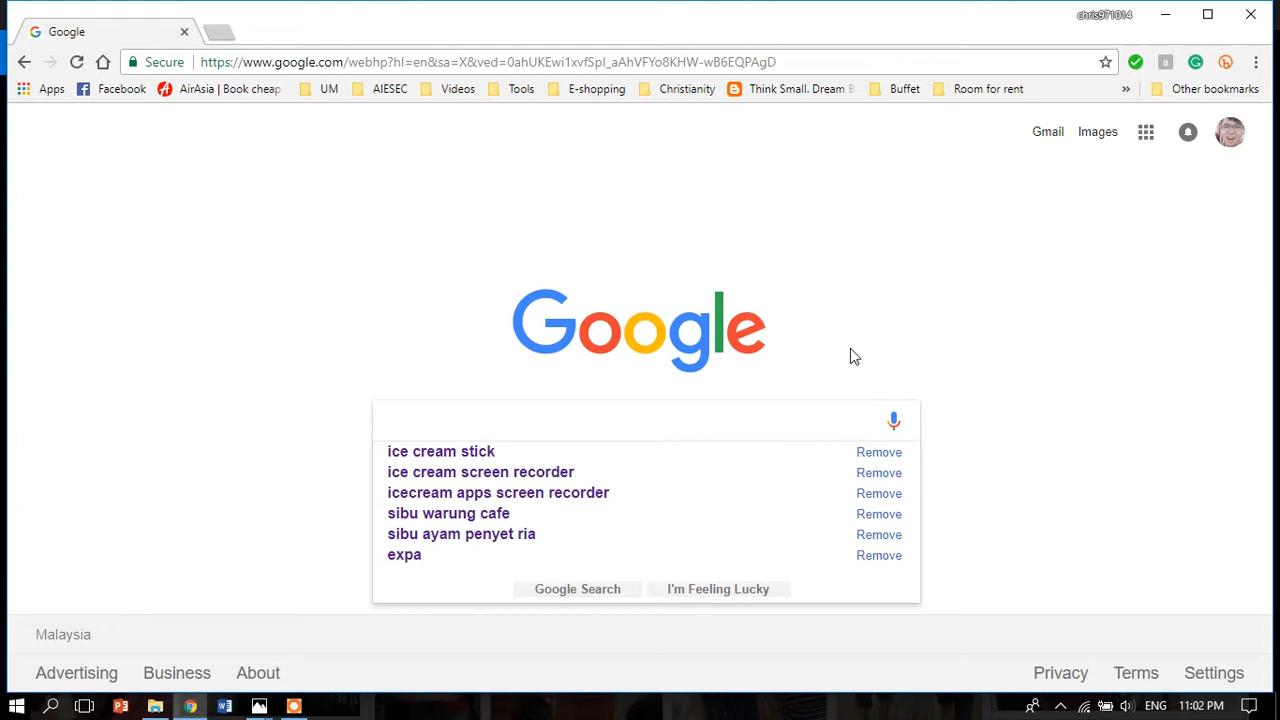 chris971014
Google
Secure https://www.google.com/webhp?hl=en&sa=X&ved=0ahUKEwi1xvfSpI_aAhVFYo8KHW-wB6EQPAgD
Apps Facebook AirAsia | Book cheap UM AIESEC Videos Tools E-shopping Christianity Think Small. Dream B Buffet Room for rent » Other bookmarks
Gmail Images
Google
ice cream stick Remove
ice cream screen recorder Remove
icecream apps screen recorder Remove
sibu warung cafe Remove
sibu ayam penyet ria Remove
expa Remove
Google Search I'm Feeling Lucky
Malaysia
Advertising Business About Privacy Terms Settings
ENG 11:02 PM